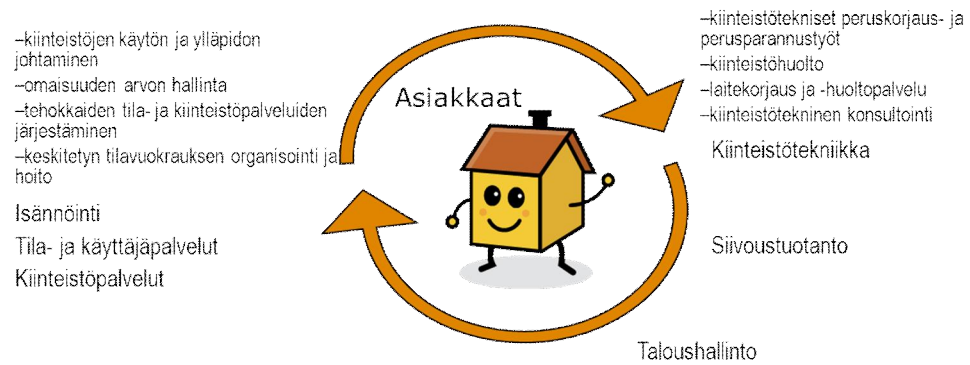 –kiinteistöjen käytön ja ylläpidon
johtaminen
–omaisuuden arvon hallinta
–tehokkaiden tila- ja kiinteistöpalveluiden
järjestäminen
–keskitetyn tilavuokrauksen organisointi ja
hoito
Isännöinti
Tila- ja käyttäjäpalvelut
Kiinteistöpalvelut
Asiakkaat
–kiinteistötekniset peruskorjaus- ja
perusparannustyöt
–kiinteistöhuolto
–laitekorjaus ja -huoltopalvelu
–kiinteistötekninen konsultointi
Kiinteistötekniikka
Siivoustuotanto
Taloushallinto